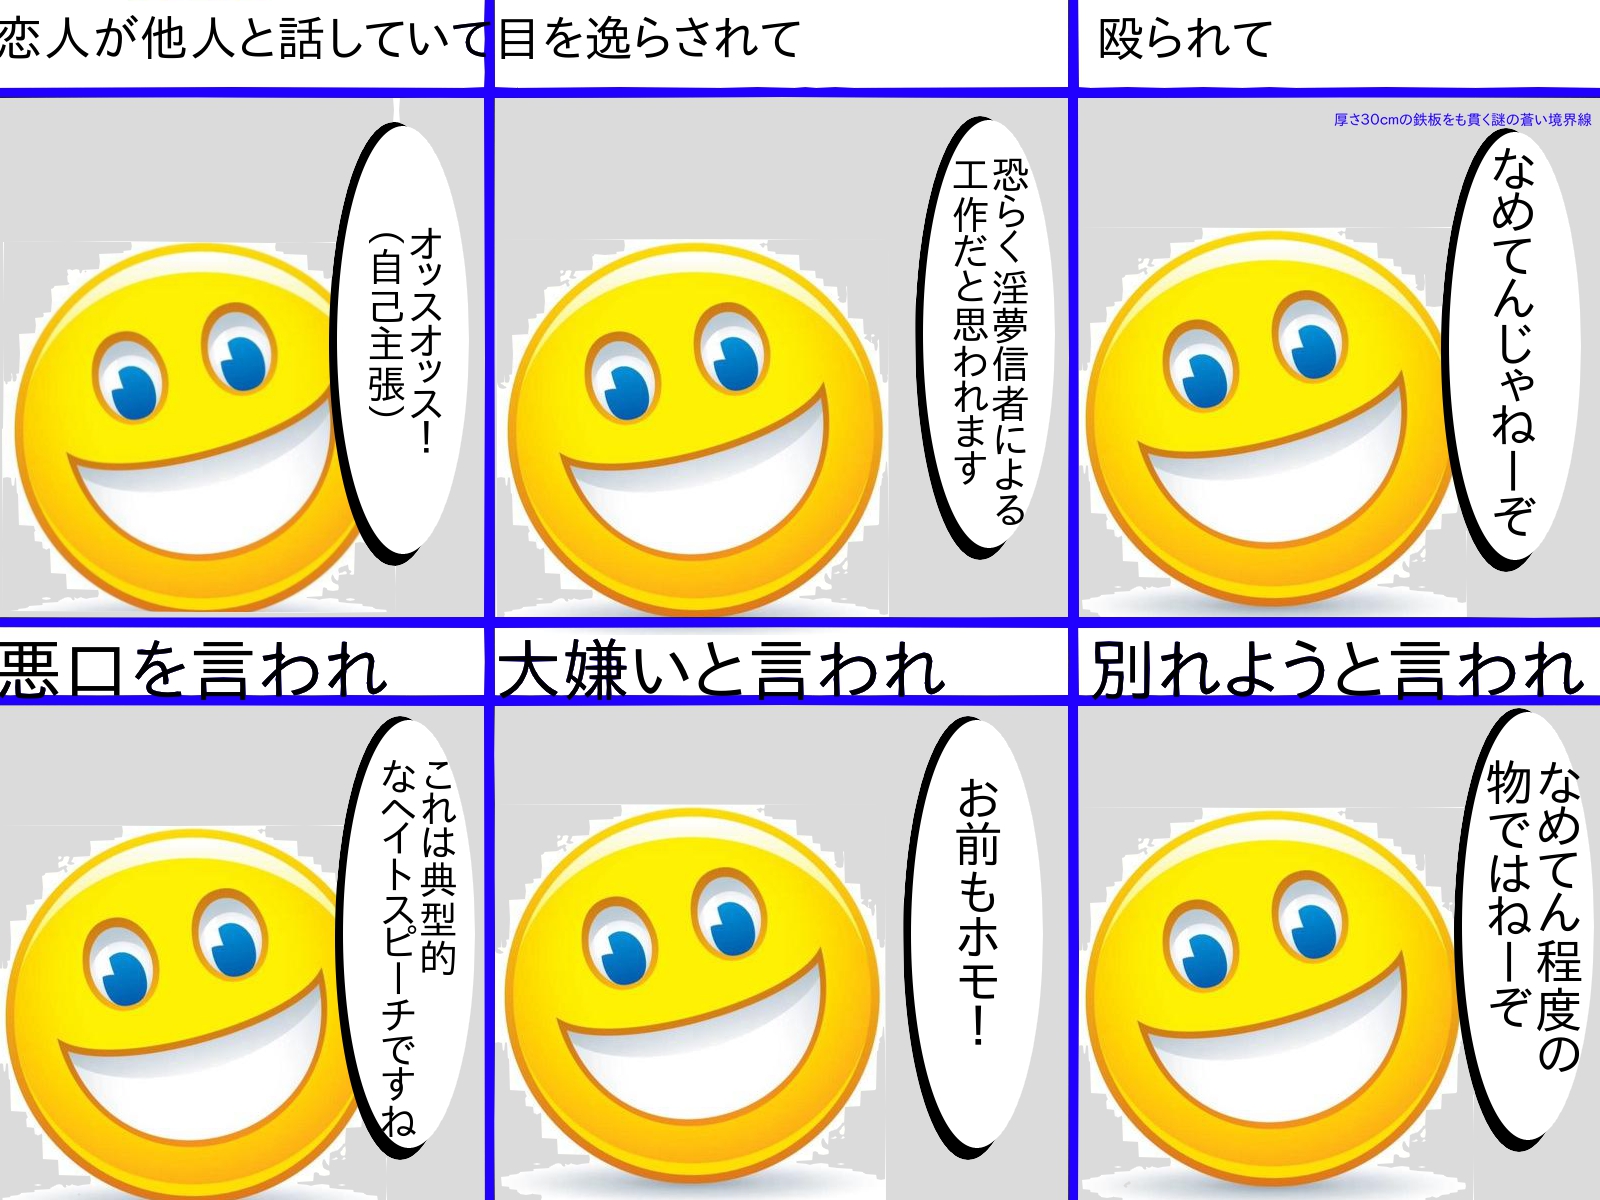 恋人が他人と話していて
目を逸らされて
殴られて
オッスオッス！
（自己主張）
恐らく淫夢信者による
工作だと思われます
厚さ30cmの鉄板をも貫く謎の蒼い境界線
なめてんじゃねーぞ
悪口を言われ
大嫌いと言われ
別れようと言われ
これは典型的
なヘイトスピーチですね
お前もホモ！
なめてん程度の
物ではねーぞ